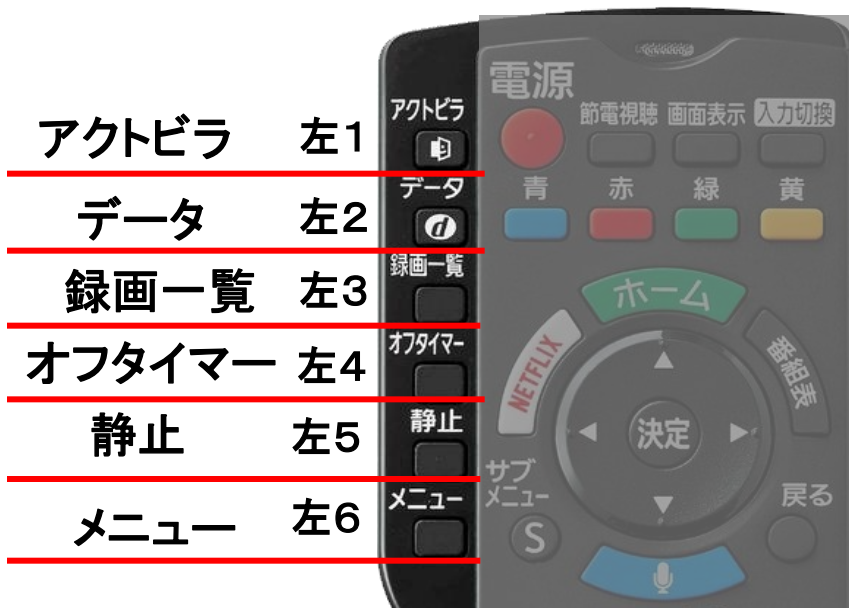 アクトビラ 左1
データ 左2
録画一覧 左3
オフタイマー 左4
静止 左5
メニュー 左6
アクトビラ
データ
d
録画一覧
オフタイマー
静止
メニュー
電源
節電視聴 画面表示 入力切換
青 赤 緑 黄
ホーム
NETFLIX
番組表
決定
サブ
メニュー
S
戻る